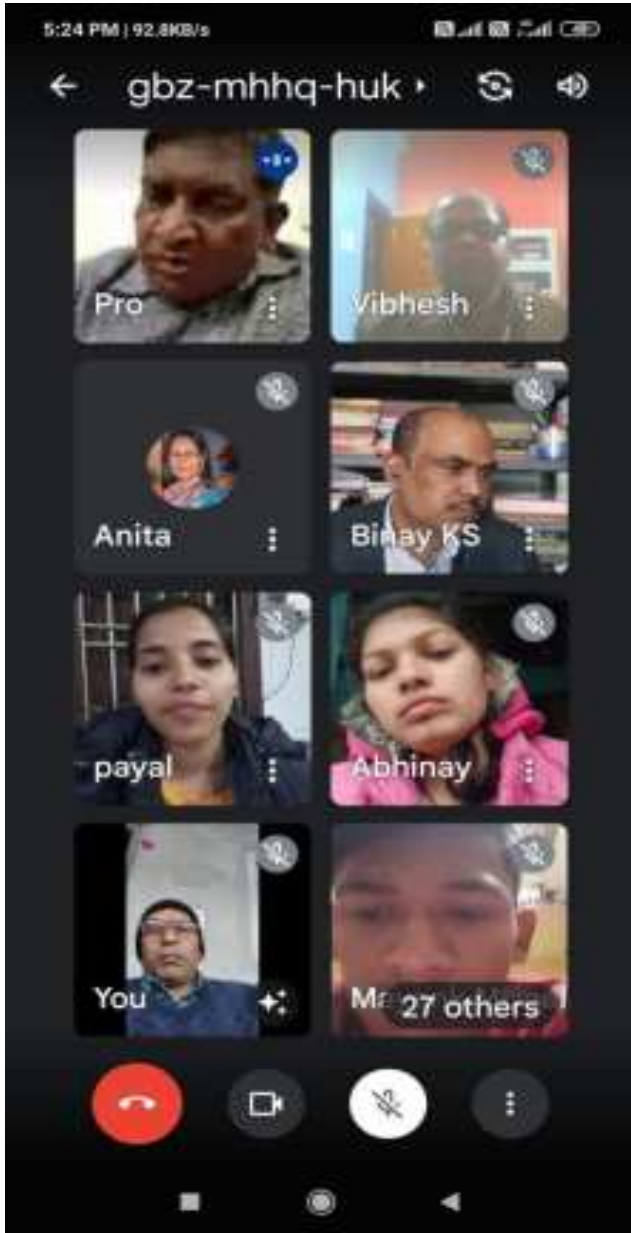 5:24 PM | 92.8KB/s
gbz-mhhq-huk
Pro
Vibhesh
Anita
Binay KS
payal
Abhinay
You
27 others